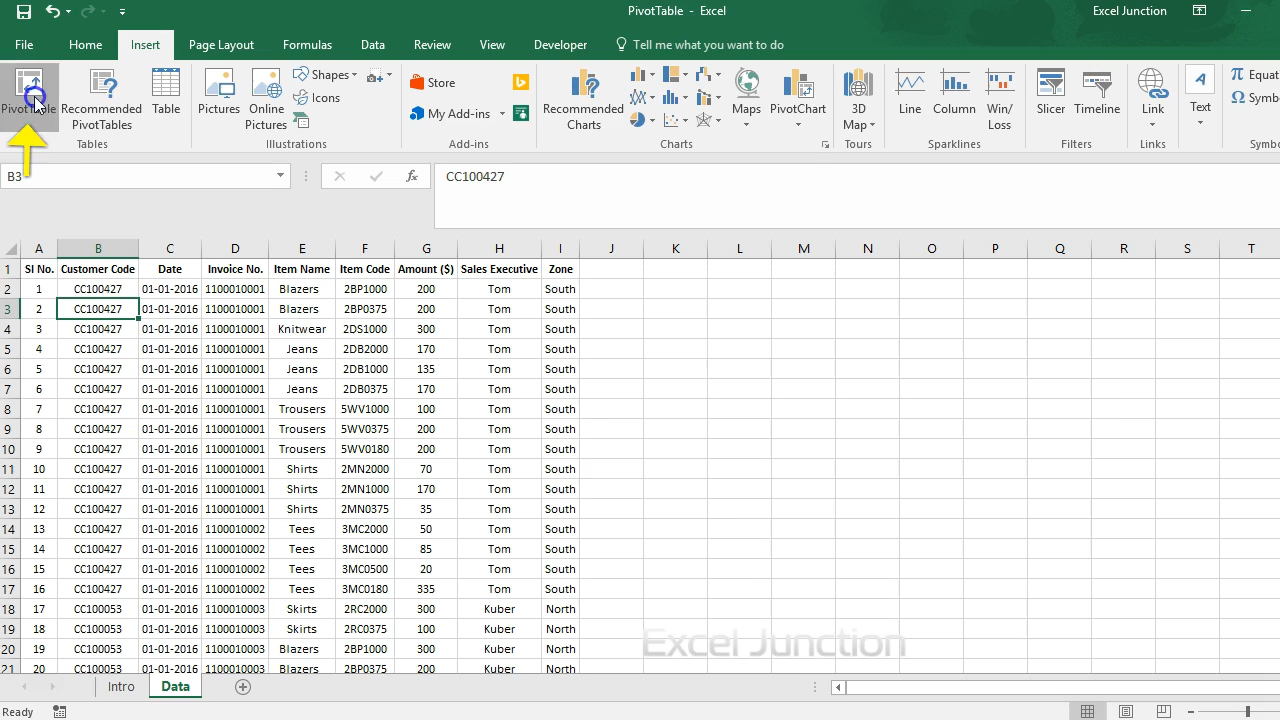 PivotTable - Excel
Excel Junction
File Home Insert Page Layout Formulas Data Review View Developer Tell me what you want to do
PivotTable
Recommended PivotTables
Table
Tables
Pictures
Online Pictures
Shapes
Icons
Illustrations
Store
My Add-ins
Add-ins
Recommended Charts
Maps
PivotChart
Charts
3D Map
Tours
Line
Column
Win/ Loss
Sparklines
Slicer
Timeline
Filters
Link
Links
A
Text
π Equat
Ω Symbo
Symbo
B3
fx
CC100427
A B C D E F G H I J K L M N O P Q R S T
1 Sl No. Customer Code Date Invoice No. Item Name Item Code Amount ($) Sales Executive Zone
2 1 CC100427 01-01-2016 1100010001 Blazers 2BP1000 200 Tom South
3 2 CC100427 01-01-2016 1100010001 Blazers 2BP0375 200 Tom South
4 3 CC100427 01-01-2016 1100010001 Knitwear 2DS1000 300 Tom South
5 4 CC100427 01-01-2016 1100010001 Jeans 2DB2000 170 Tom South
6 5 CC100427 01-01-2016 1100010001 Jeans 2DB1000 135 Tom South
7 6 CC100427 01-01-2016 1100010001 Jeans 2DB0375 170 Tom South
8 7 CC100427 01-01-2016 1100010001 Trousers 5WV1000 100 Tom South
9 8 CC100427 01-01-2016 1100010001 Trousers 5WV0375 200 Tom South
10 9 CC100427 01-01-2016 1100010001 Trousers 5WV0180 200 Tom South
11 10 CC100427 01-01-2016 1100010001 Shirts 2MN2000 70 Tom South
12 11 CC100427 01-01-2016 1100010001 Shirts 2MN1000 170 Tom South
13 12 CC100427 01-01-2016 1100010001 Shirts 2MN0375 35 Tom South
14 13 CC100427 01-01-2016 1100010002 Tees 3MC2000 50 Tom South
15 14 CC100427 01-01-2016 1100010002 Tees 3MC1000 85 Tom South
16 15 CC100427 01-01-2016 1100010002 Tees 3MC0500 20 Tom South
17 16 CC100427 01-01-2016 1100010002 Tees 3MC0180 335 Tom South
18 17 CC100053 01-01-2016 1100010003 Skirts 2RC2000 300 Kuber North
19 18 CC100053 01-01-2016 1100010003 Skirts 2RC0375 100 Kuber North
20 19 CC100053 01-01-2016 1100010003 Blazers 2BP1000 300 Kuber North
21 20 CC100053 01-01-2016 1100010003 Blazers 2BP0375 200 Kuber North
Excel Junction
Intro Data
Ready